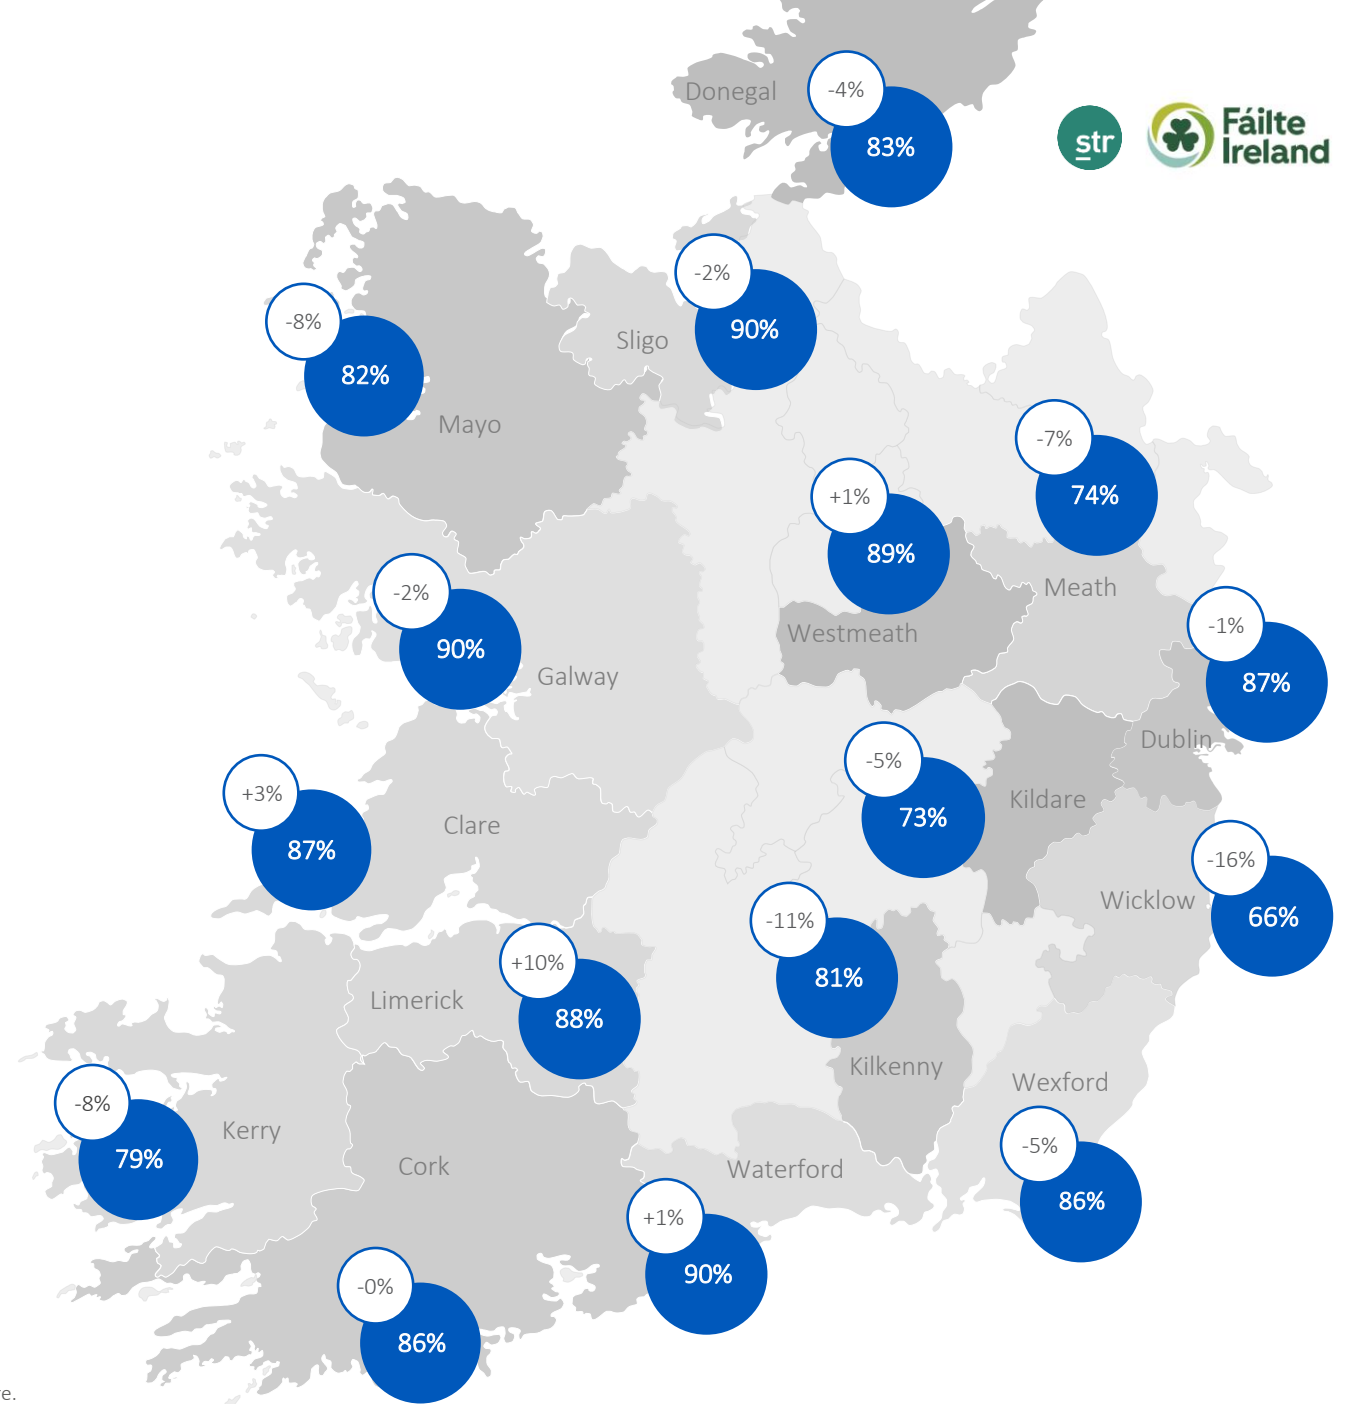 Donegal
-4%
83%
str
Fáilte
Ireland
-2%
90%
Sligo
-8%
82%
Mayo
-7%
74%
Meath
+1%
89%
Westmeath
-2%
90%
Galway
-1%
87%
Dublin
-5%
73%
Kildare
+3%
87%
Clare
-16%
66%
Wicklow
-11%
81%
Kilkenny
+10%
88%
Limerick
-8%
79%
Kerry
Cork
-0%
86%
Waterford
+1%
90%
Wexford
-5%
86%